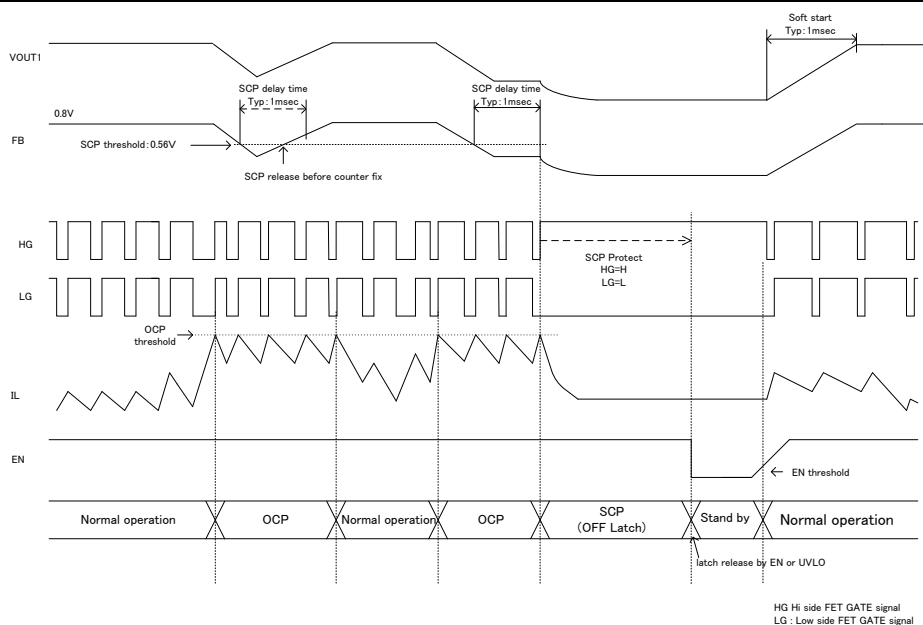 Soft start
Typ:1msec
VOUT1
SCP delay time
Typ:1msec
SCP delay time
Typ:1msec
0.8V
FB
SCP threshold:0.56V
SCP release before counter fix
HG
SCP Protect
HG=H
LG=L
LG
OCP
threshold
IL
EN
EN threshold
Normal operation
OCP
Normal operation
OCP
SCP
(OFF Latch)
Stand by
Normal operation
latch release by EN or UVLO
HG Hi side FET GATE signal
LG : Low side FET GATE signal